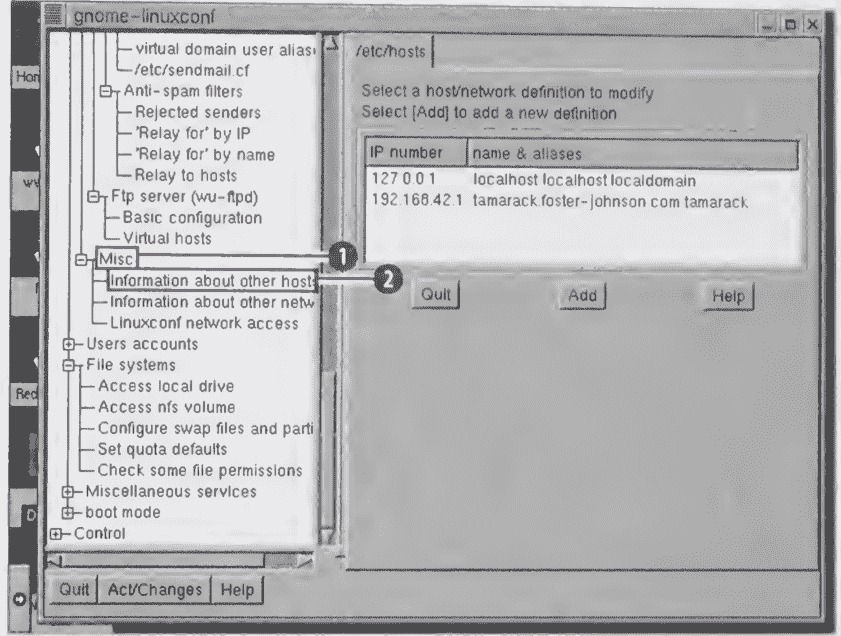 gnome-linuxconf
virtual domain user alias
/etc/sendmail.cf
Anti-spam filters
Rejected senders
'Relay for' by IP
'Relay for' by name
Relay to hosts
Ftp server (wu-ftpd)
Basic configuration
Virtual hosts
Misc
1
Information about other hosts
2
Information about other netw
Linuxconf network access
Users accounts
File systems
Access local drive
Access nfs volume
Configure swap files and parti
Set quota defaults
Check some file permissions
Miscellaneous services
boot mode
Control
Quit Act/Changes Help
/etc/hosts
Select a host/network definition to modify
Select [Add] to add a new definition
IP number name & aliases
127.0.0.1 localhost localhost localdomain
192.168.42.1 tamarack.foster-johnson com tamarack
Quit Add Help
Hon
Red
D